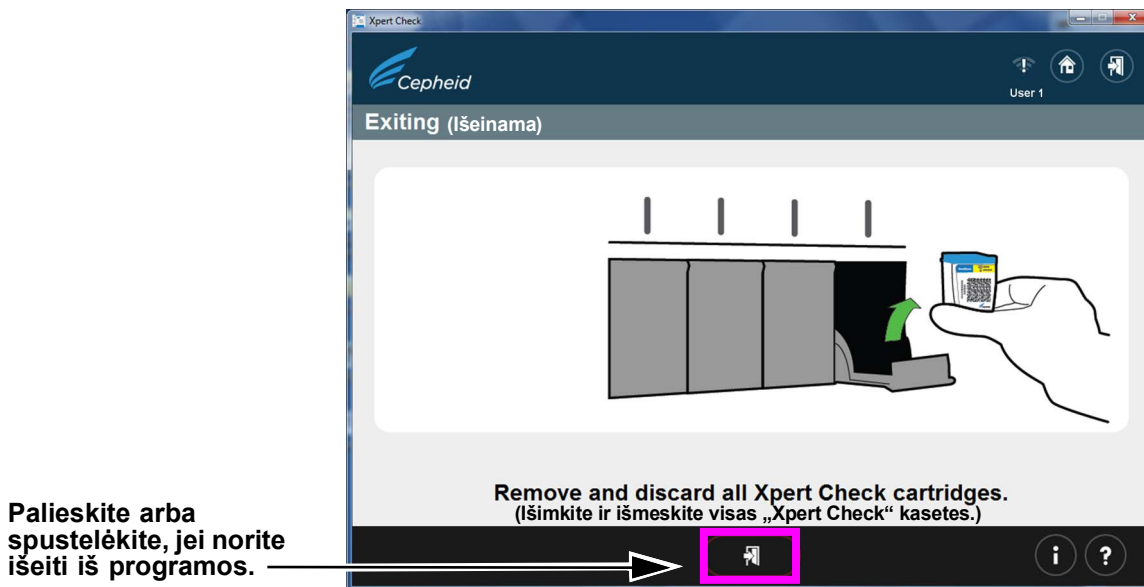 Xpert Check
Cepheid
User 1
Exiting (Išeinama)
Remove and discard all Xpert Check cartridges.
(Išimkite ir išmeskite visas „Xpert Check“ kasetes.)
Palieskite arba
spustelėkite, jei norite
išeiti iš programos.
i ?